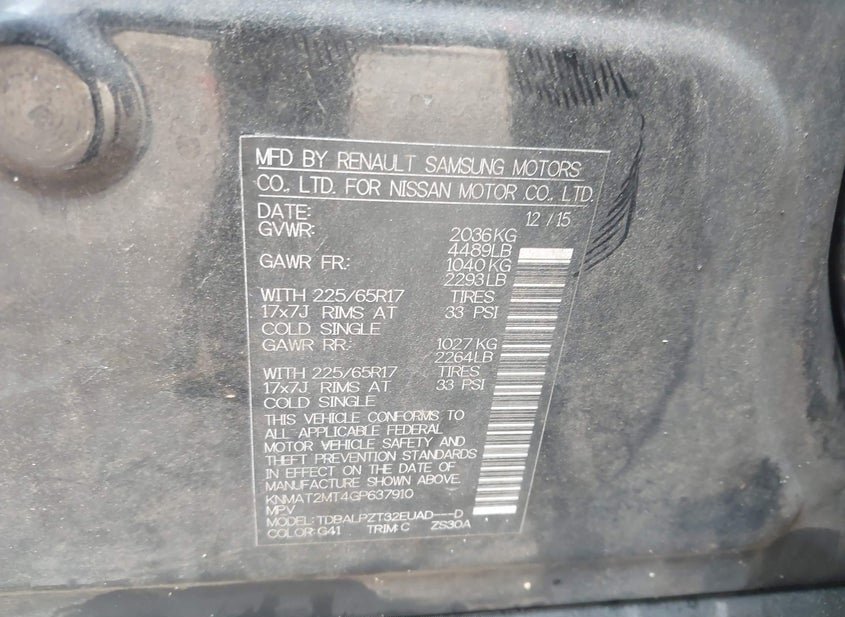 MFD BY RENAULT SAMSUNG MOTORS
CO., LTD. FOR NISSAN MOTOR CO., LTD.
DATE: 12 / 15
GVWR: 2036KG
4489LB
GAWR FR.: 1040KG
2293LB
WITH 225/65R17 TIRES
17x7J RIMS AT 33 PSI
COLD SINGLE
GAWR RR.: 1027KG
2264LB
WITH 225/65R17 TIRES
17x7J RIMS AT 33 PSI
COLD SINGLE
THIS VEHICLE CONFORMS TO
ALL APPLICABLE FEDERAL
MOTOR VEHICLE SAFETY AND
THEFT PREVENTION STANDARDS
IN EFFECT ON THE DATE OF
MANUFACTURE SHOWN ABOVE.
KNMAT2MT4GP637910
MPV
MODEL: TDBALPZT32EUAD----D
COLOR: G41 TRIM: C ZS30A